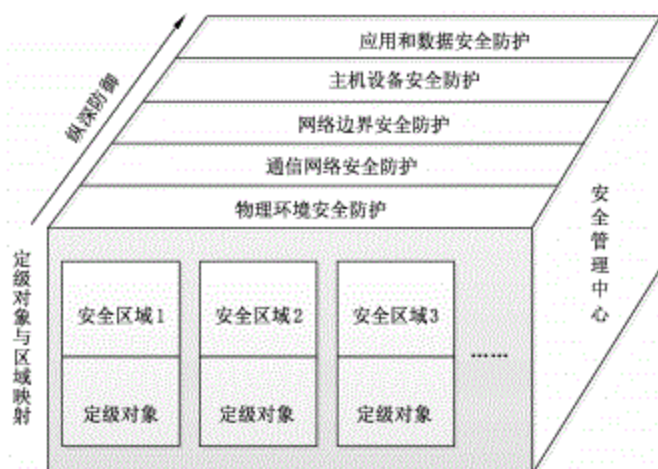 应用和数据安全防护
主机设备安全防护
网络边界安全防护
通信网络安全防护
物理环境安全防护
纵深防御
安全管理中心
定级对象与区域映射
安全区域1
安全区域2
安全区域3
……
定级对象
定级对象
定级对象